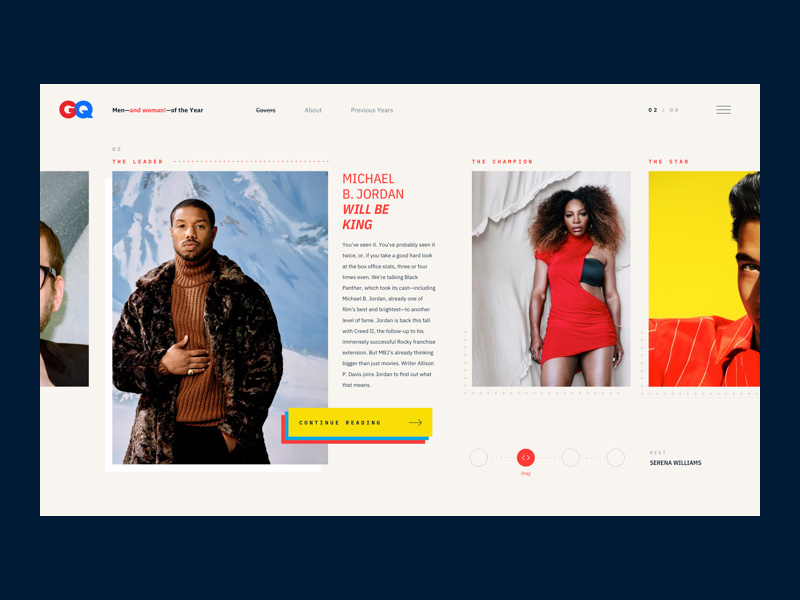 GQ
Men—and woman!—of the Year
Covers
About
Previous Years
02 / 04
02
THE LEADER
MICHAEL
B. JORDAN
WILL BE
KING
You've seen it. You've probably seen it
twice, or, if you take a good hard look
at the box office stats, three or four
times even. We're talking Black
Panther, which took its cast—including
Michael B. Jordan, already one of
film's best and brightest—to another
level of fame. Jordan is back this fall
with Creed II, the follow-up to his
immensely successful Rocky franchise
extension. But MBJ's already thinking
bigger than just movies. Writer Allison
P. Davis joins Jordan to find out what
that means.
CONTINUE READING
THE CHAMPION
THE STAR
Drag
NEXT
SERENA WILLIAMS